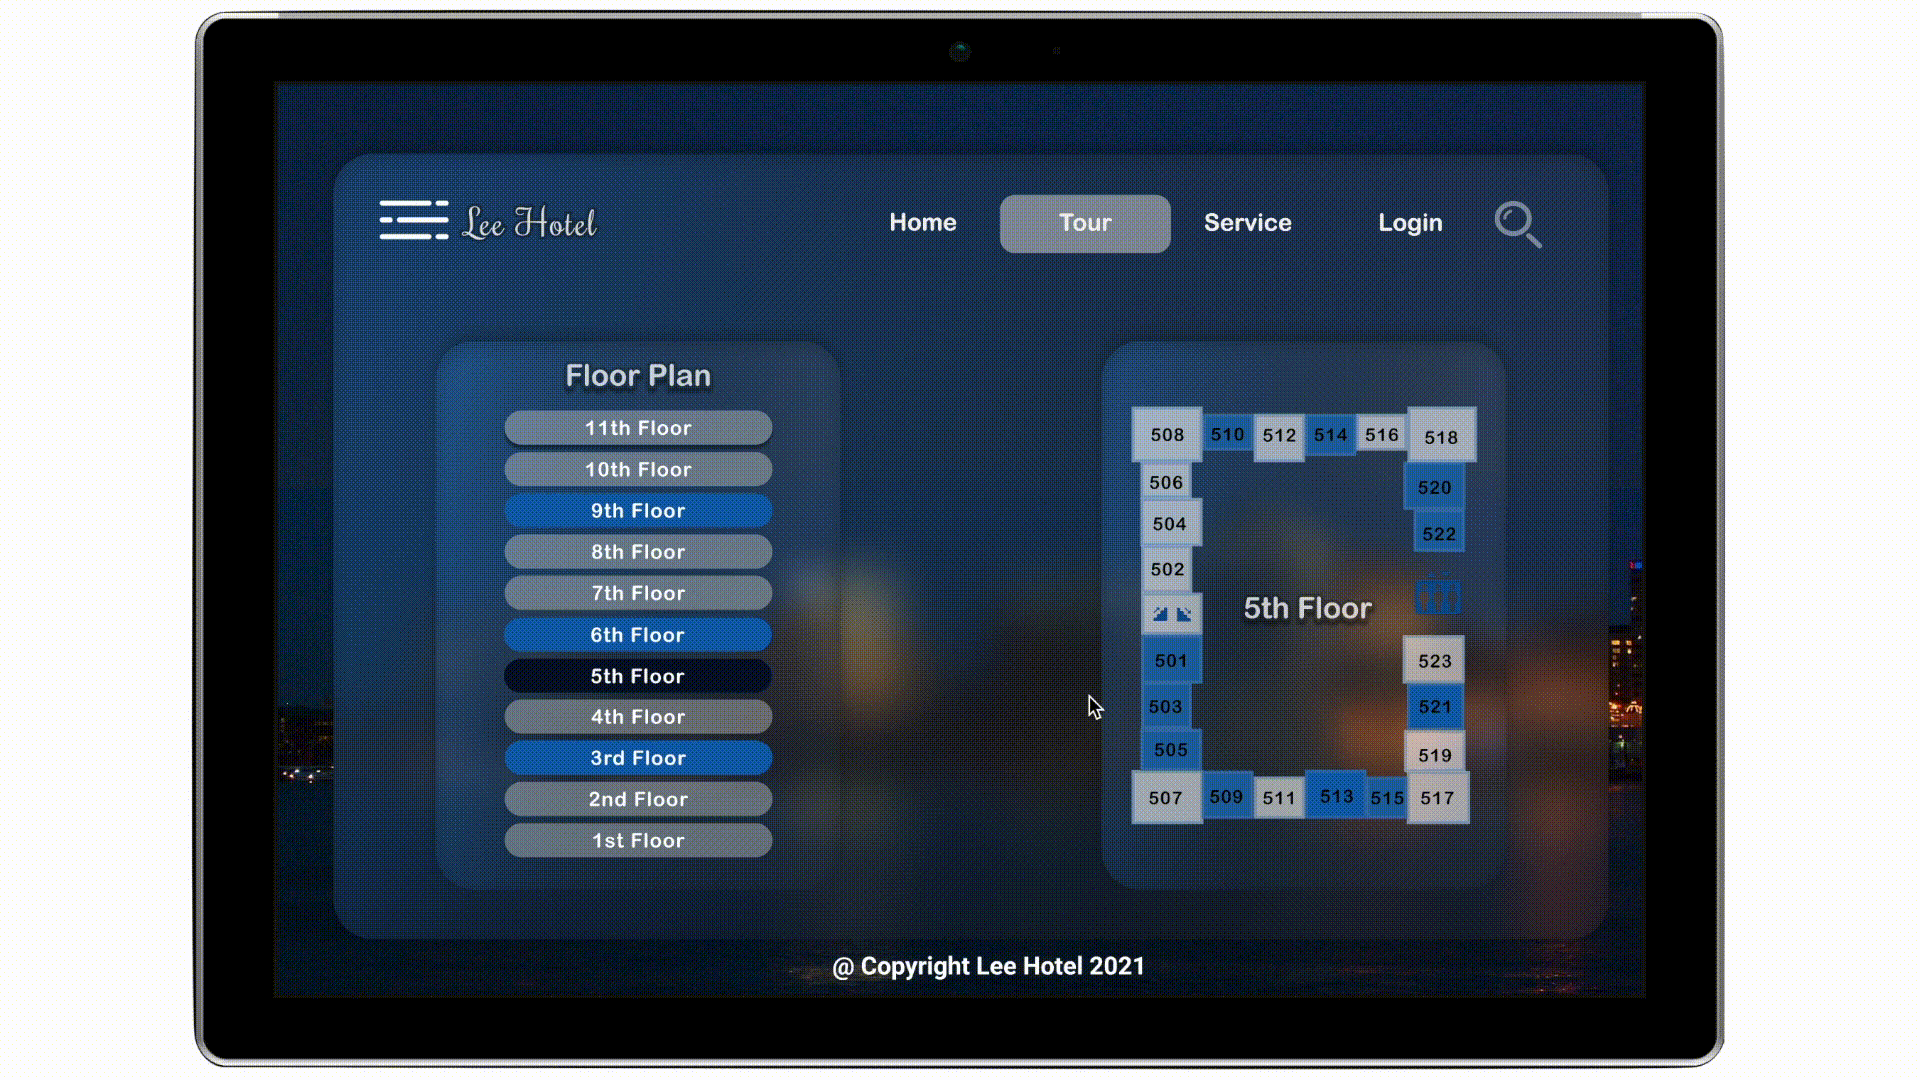 Lee Hotel
Home
Tour
Service
Login
Floor Plan
11th Floor
10th Floor
9th Floor
8th Floor
7th Floor
6th Floor
5th Floor
4th Floor
3rd Floor
2nd Floor
1st Floor
508 510 512 514 516 518
506
520
504
522
502
5th Floor
501
523
503
521
505
519
507 509 511 513 515 517
@ Copyright Lee Hotel 2021